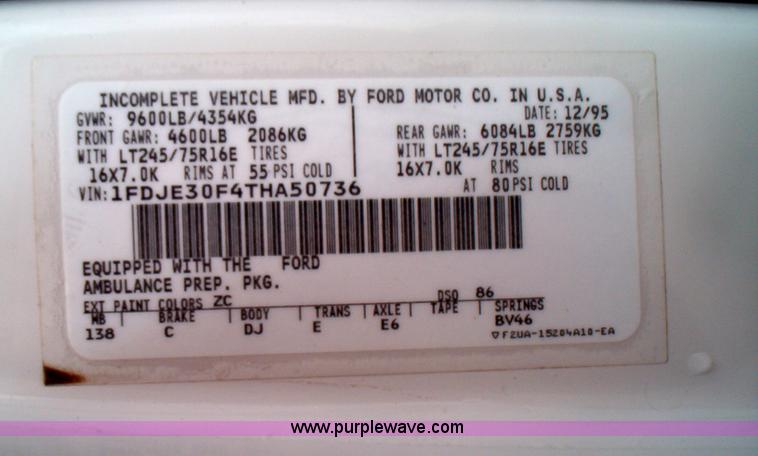 INCOMPLETE VEHICLE MFD. BY FORD MOTOR CO. IN U.S.A.
GVWR: 9600LB/4354KG DATE: 12/95
FRONT GAWR: 4600LB 2086KG REAR GAWR: 6084LB 2759KG
WITH LT245/75R16E TIRES WITH LT245/75R16E TIRES
16X7.0K RIMS AT 55 PSI COLD 16X7.0K RIMS
VIN: 1FDJE30F4THA50736 AT 80 PSI COLD
EQUIPPED WITH THE FORD
AMBULANCE PREP. PKG.
EXT PAINT COLORS ZC DSO 86
WB BRAKE BODY TRANS AXLE TAPE SPRINGS
138 C DJ E E6 BV46
▽F2UA-15204A10-EA
www.purplewave.com